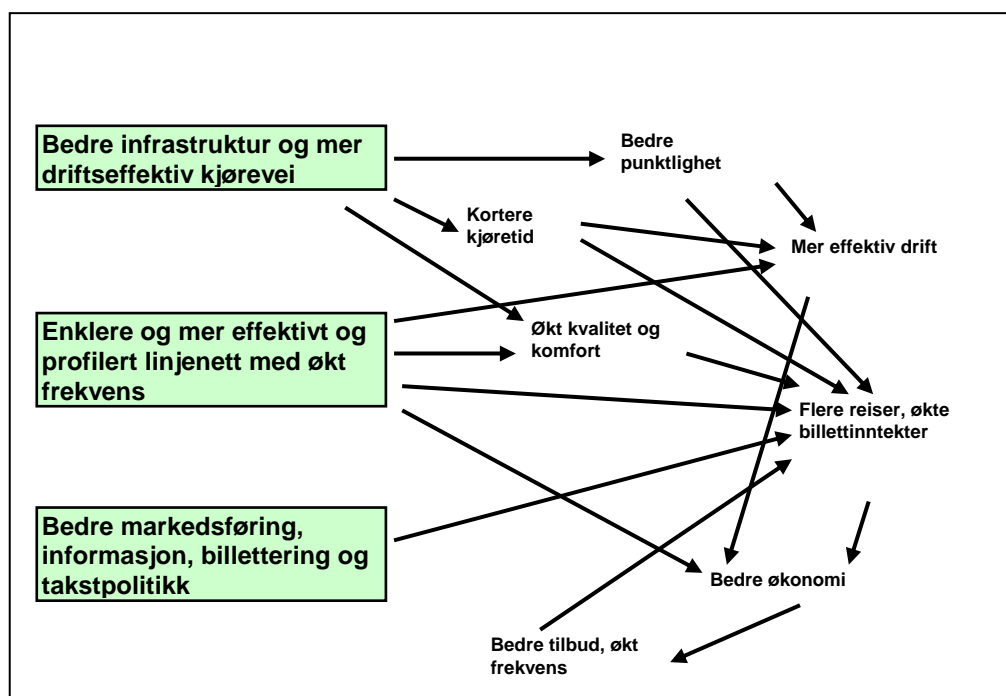 Bedre infrastruktur og mer
driftseffektiv kjørevei
Bedre
punktlighet
Kortere
kjøretid
Mer effektiv drift
Enklere og mer effektivt og
profilert linjenett med økt
frekvens
Økt kvalitet og
komfort
Flere reiser, økte
billettinntekter
Bedre markedsføring,
informasjon, billettering og
takstpolitikk
Bedre økonomi
Bedre tilbud, økt
frekvens